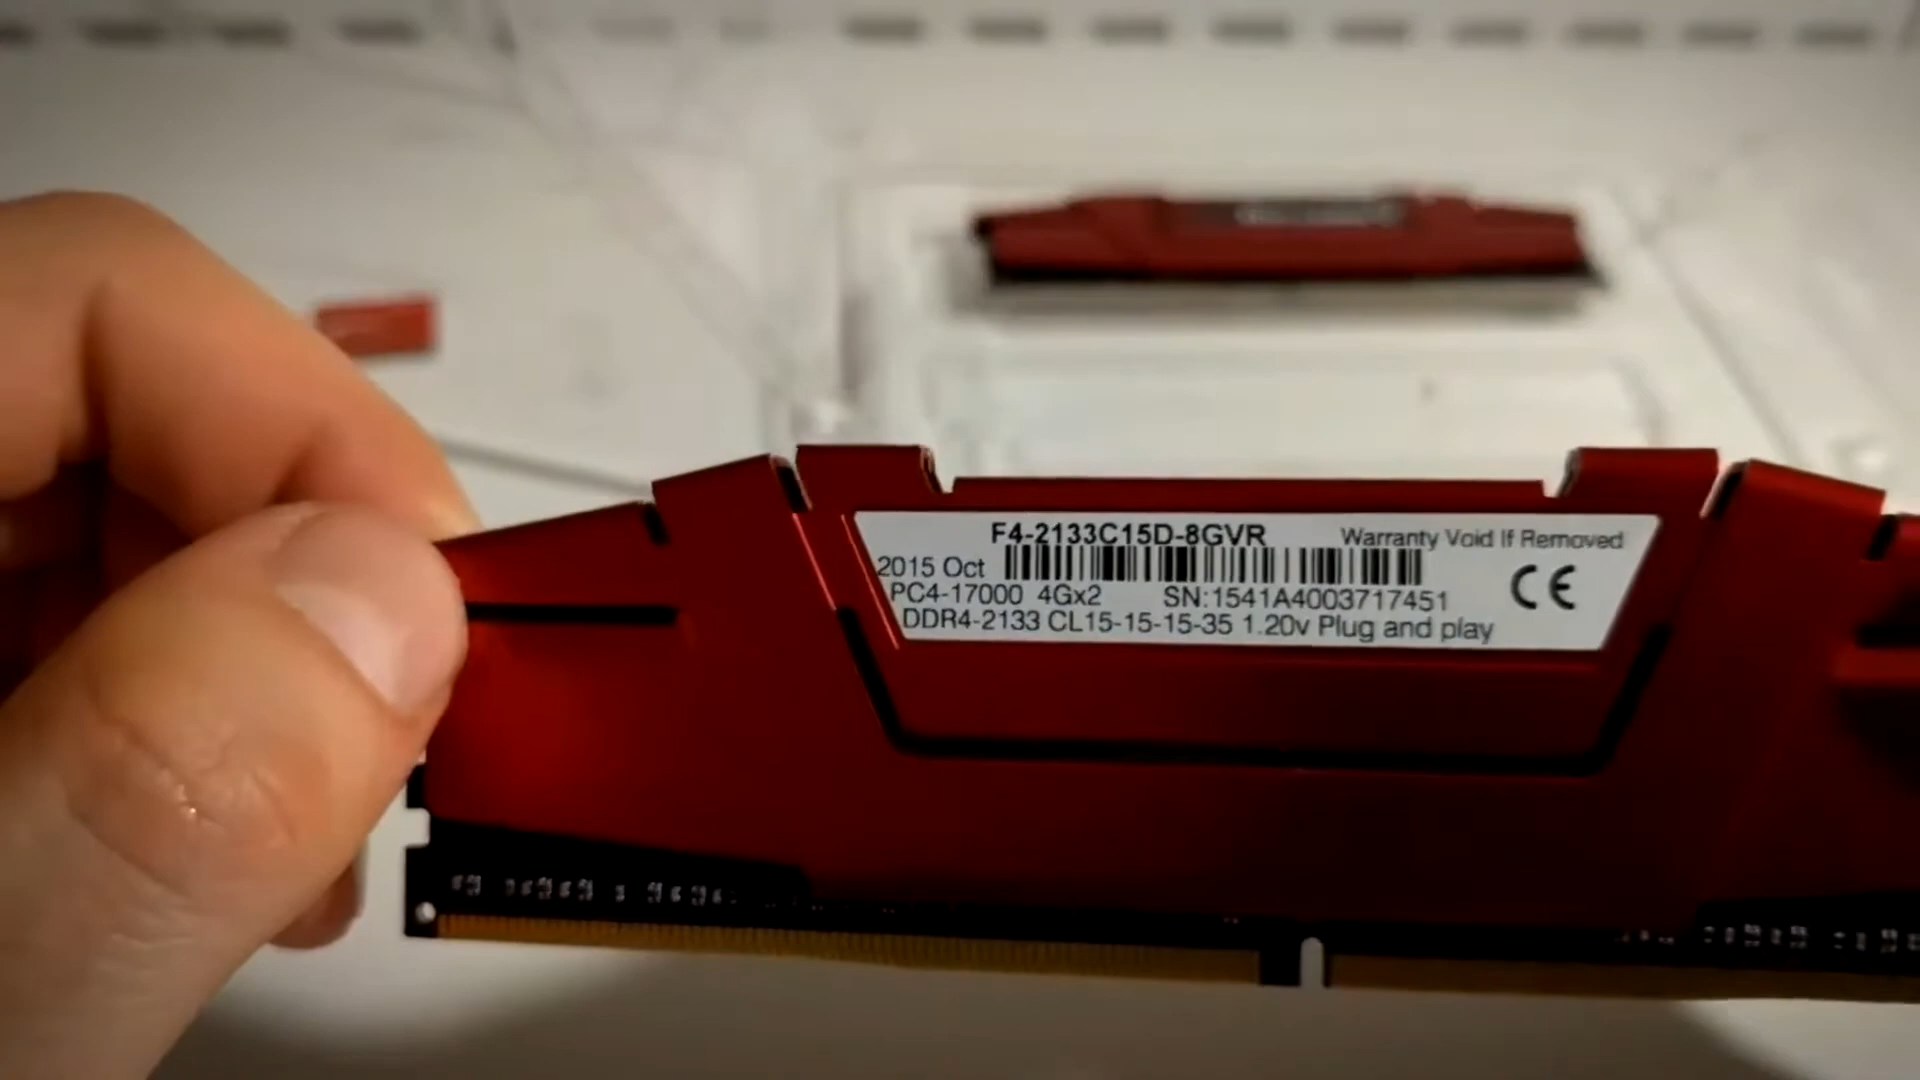 F4-2133C15D-8GVR Warranty Void If Removed
2015 Oct
PC4-17000 4Gx2 SN:1541A4003717451
DDR4-2133 CL15-15-15-35 1.20v Plug and play
CE